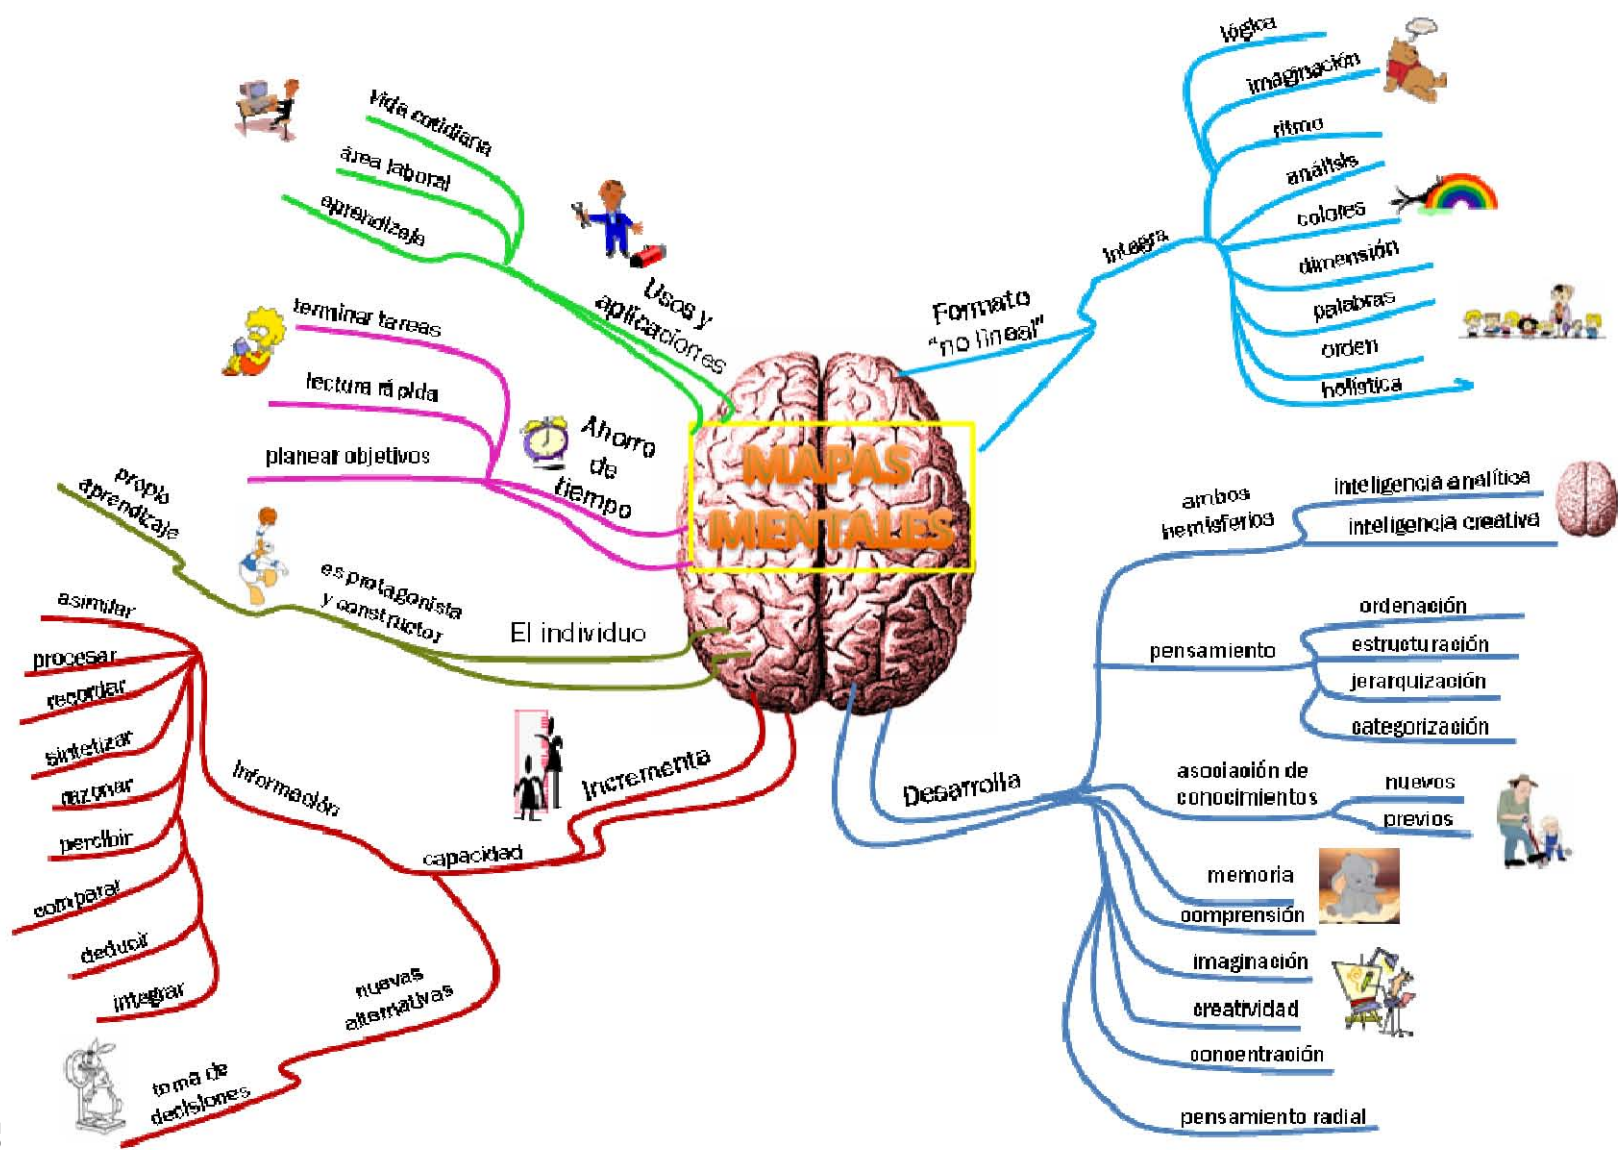 MAPAS
MENTALES
Formato
"no lineal"
Integra
lógica
imaginación
ritmo
análisis
colores
dimensión
palabras
orden
holística
Desarrolla
ambos
hemisferios
inteligencia analítica
inteligencia creativa
pensamiento
ordenación
estructuración
jerarquización
categorización
asociación de
conocimientos
nuevos
previos
memoria
comprensión
imaginación
creatividad
concentración
pensamiento radial
Incrementa
capacidad
Información
asimilar
procesar
recordar
sintetizar
razonar
percibir
comparar
deducir
integrar
nuevas
alternativas
toma de
decisiones
El individuo
es protagonista
y constructor
propio
aprendizaje
Ahorro
de
tiempo
terminar tareas
lectura rápida
planear objetivos
Usos y
aplicaciones
vida cotidiana
área laboral
aprendizaje